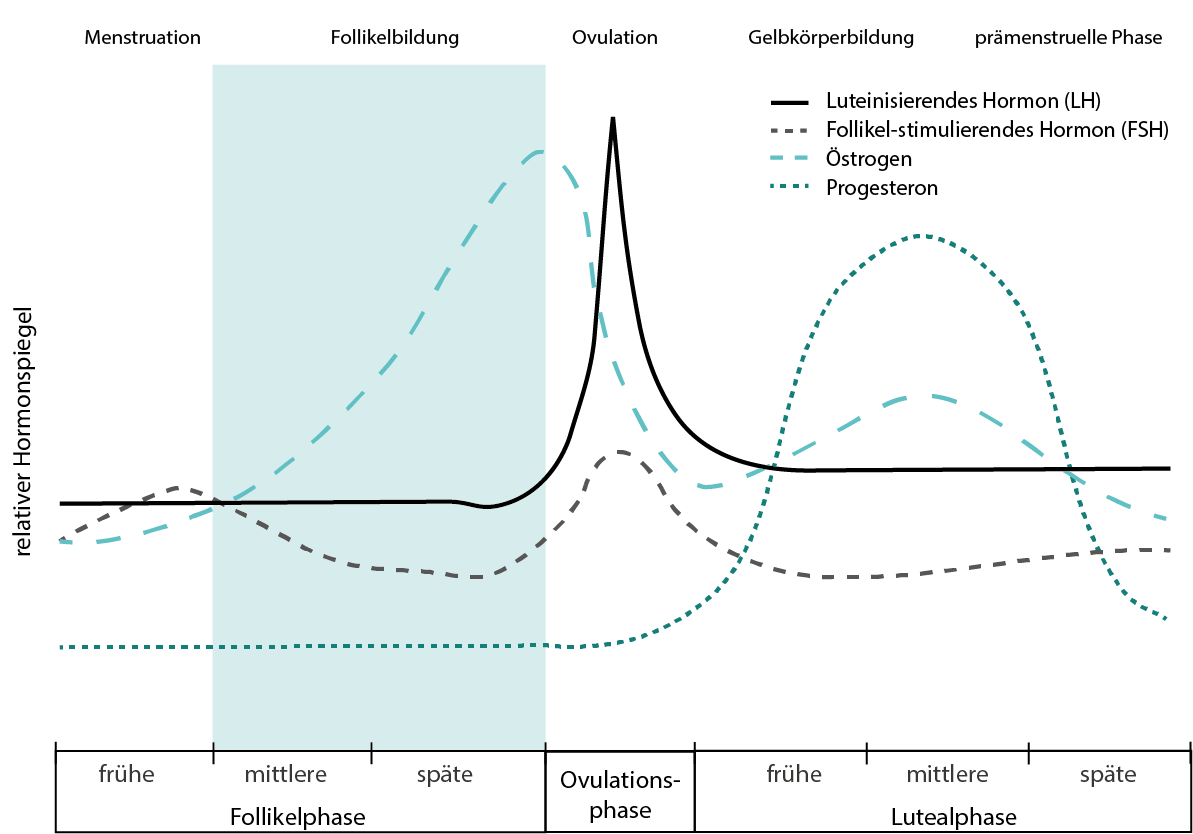 Menstruation
Follikelbildung
Ovulation
Gelbkörperbildung
prämenstruelle Phase
Luteinisierendes Hormon (LH)
Follikel-stimulierendes Hormon (FSH)
Östrogen
Progesteron
relativer Hormonspiegel
frühe
mittlere
späte
Follikelphase
Ovulations-
phase
frühe
mittlere
späte
Lutealphase